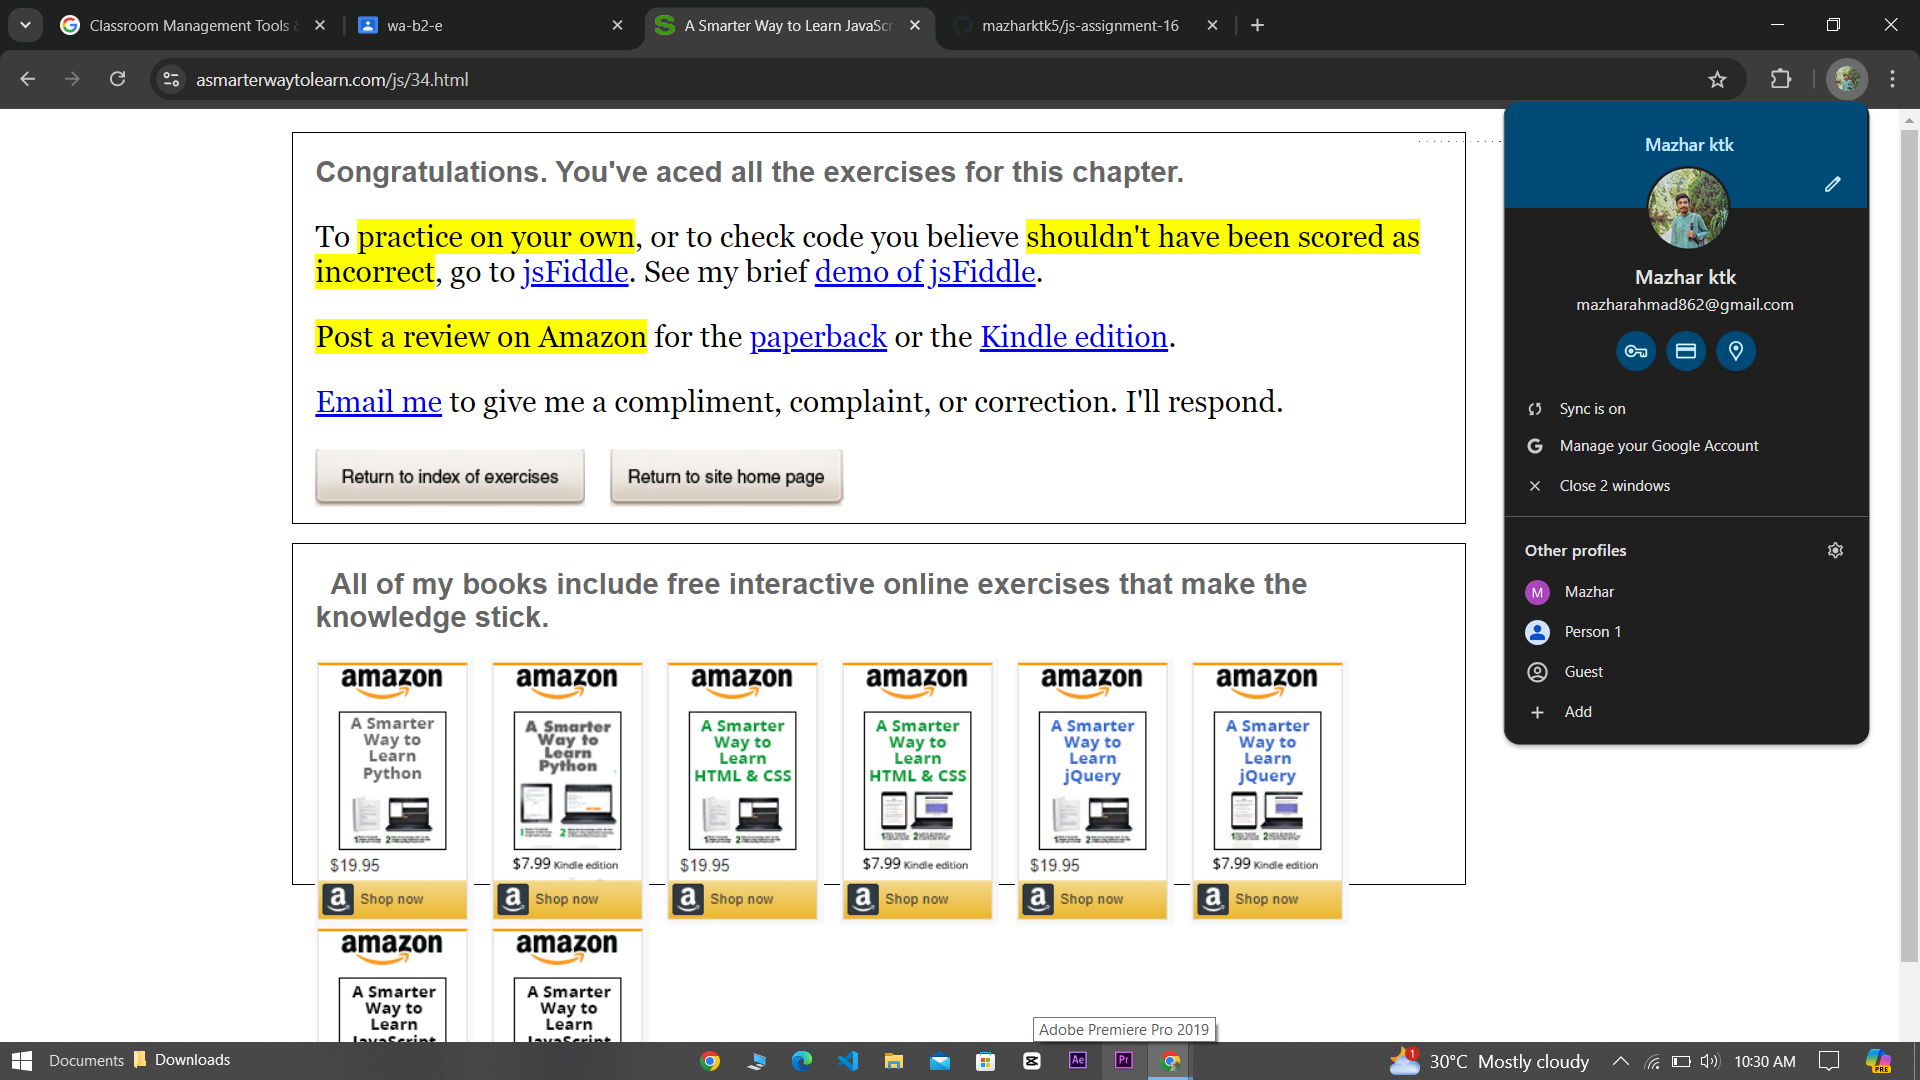 Classroom Management Tools &
wa-b2-e
A Smarter Way to Learn JavaScr
mazharktk5/js-assignment-16
asmarterwaytolearn.com/js/34.html
Congratulations. You've aced all the exercises for this chapter.
To practice on your own, or to check code you believe shouldn't have been scored as
incorrect, go to jsFiddle. See my brief demo of jsFiddle.
Post a review on Amazon for the paperback or the Kindle edition.
Email me to give me a compliment, complaint, or correction. I'll respond.
Return to index of exercises
Return to site home page
All of my books include free interactive online exercises that make the
knowledge stick.
amazon
A Smarter
Way to
Learn
Python
$19.95
Shop now
amazon
A Smarter
Way to
Learn
Python
$7.99 Kindle edition
Shop now
amazon
A Smarter
Way to
Learn
HTML & CSS
$19.95
Shop now
amazon
A Smarter
Way to
Learn
HTML & CSS
$7.99 Kindle edition
Shop now
amazon
A Smarter
Way to
Learn
jQuery
$19.95
Shop now
amazon
A Smarter
Way to
Learn
jQuery
$7.99 Kindle edition
Shop now
amazon
A Smarter
Way to
Learn
JavaScript
amazon
A Smarter
Way to
Learn
JavaScript
Mazhar ktk
Mazhar ktk
mazharahmad862@gmail.com
Sync is on
Manage your Google Account
Close 2 windows
Other profiles
M Mazhar
Person 1
Guest
Add
Adobe Premiere Pro 2019
Documents
Downloads
Ae
Pr
1
30°C Mostly cloudy
10:30 AM
PRE